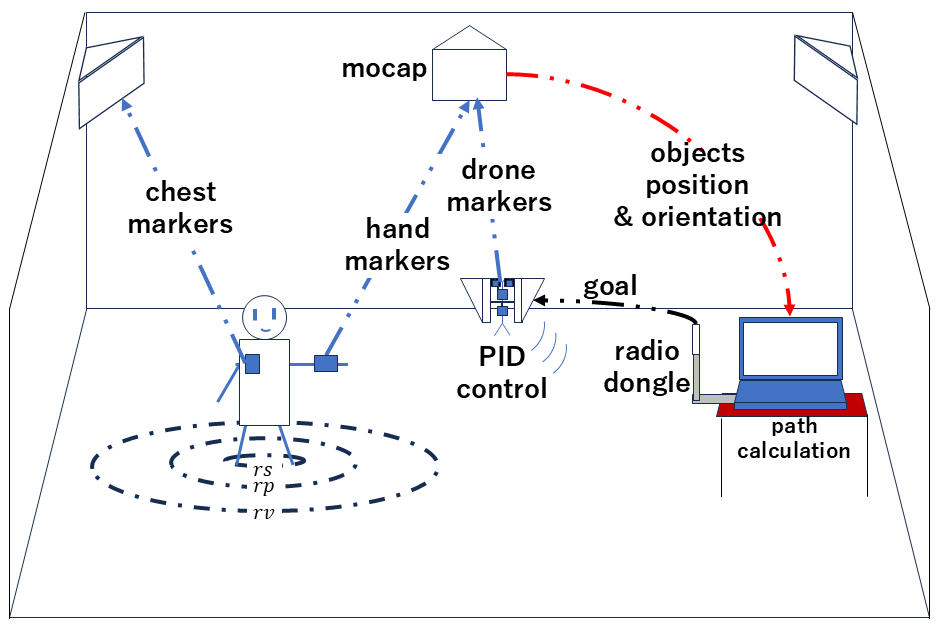 mocap
objects
position
& orientation
drone
markers
chest
markers
hand
markers
goal
PID
control
radio
dongle
path
calculation
rs
rp
rv